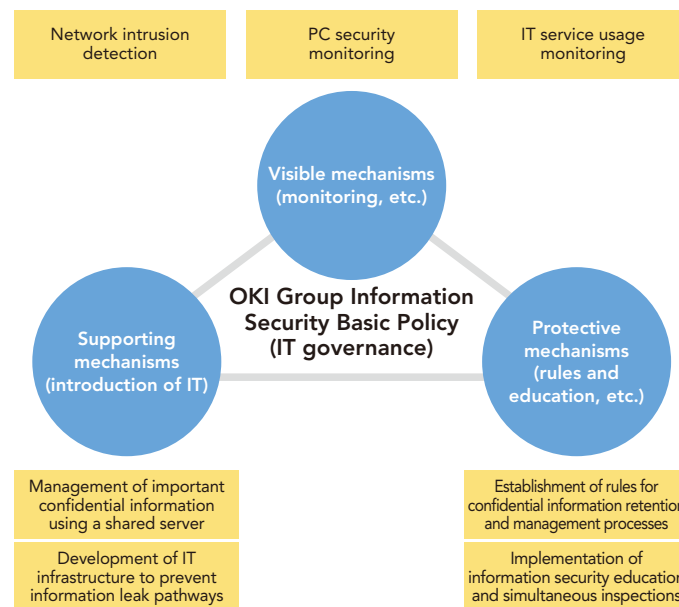 Network intrusion
detection
PC security
monitoring
IT service usage
monitoring
Visible mechanisms
(monitoring, etc.)
OKI Group Information
Security Basic Policy
(IT governance)
Supporting
mechanisms
(introduction of IT)
Protective
mechanisms
(rules and
education, etc.)
Management of important
confidential information
using a shared server
Development of IT
infrastructure to prevent
information leak pathways
Establishment of rules for
confidential information retention
and management processes
Implementation of
information security education
and simultaneous inspections